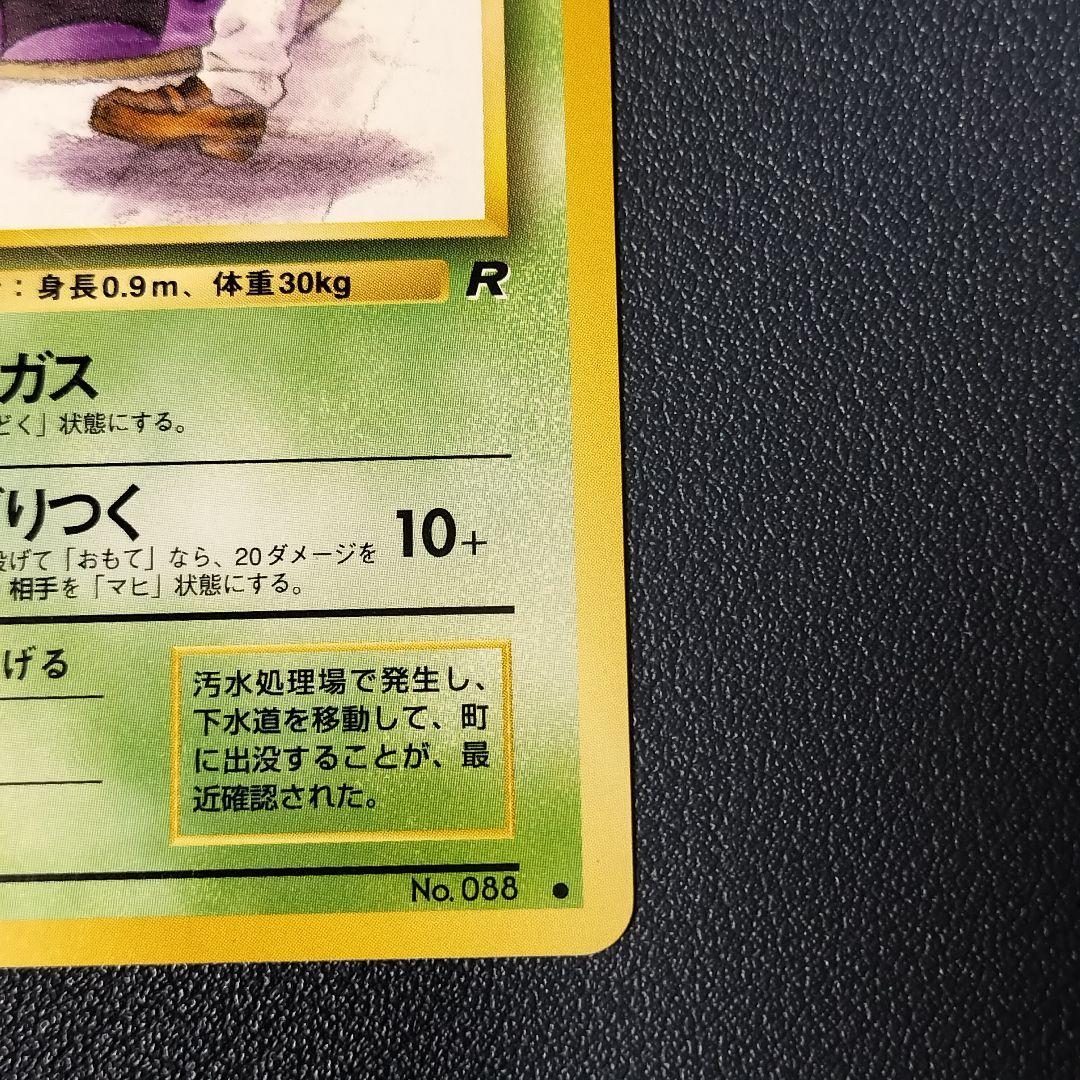 ：身長0.9m、体重30kg R
ガス
どく」状態にする。
りつく
10+
投げて「おもて」なら、20ダメージを
相手を「マヒ」状態にする。
げる
汚水処理場で発生し、
下水道を移動して、町
に出没することが、最
近確認された。
No. 088 ●